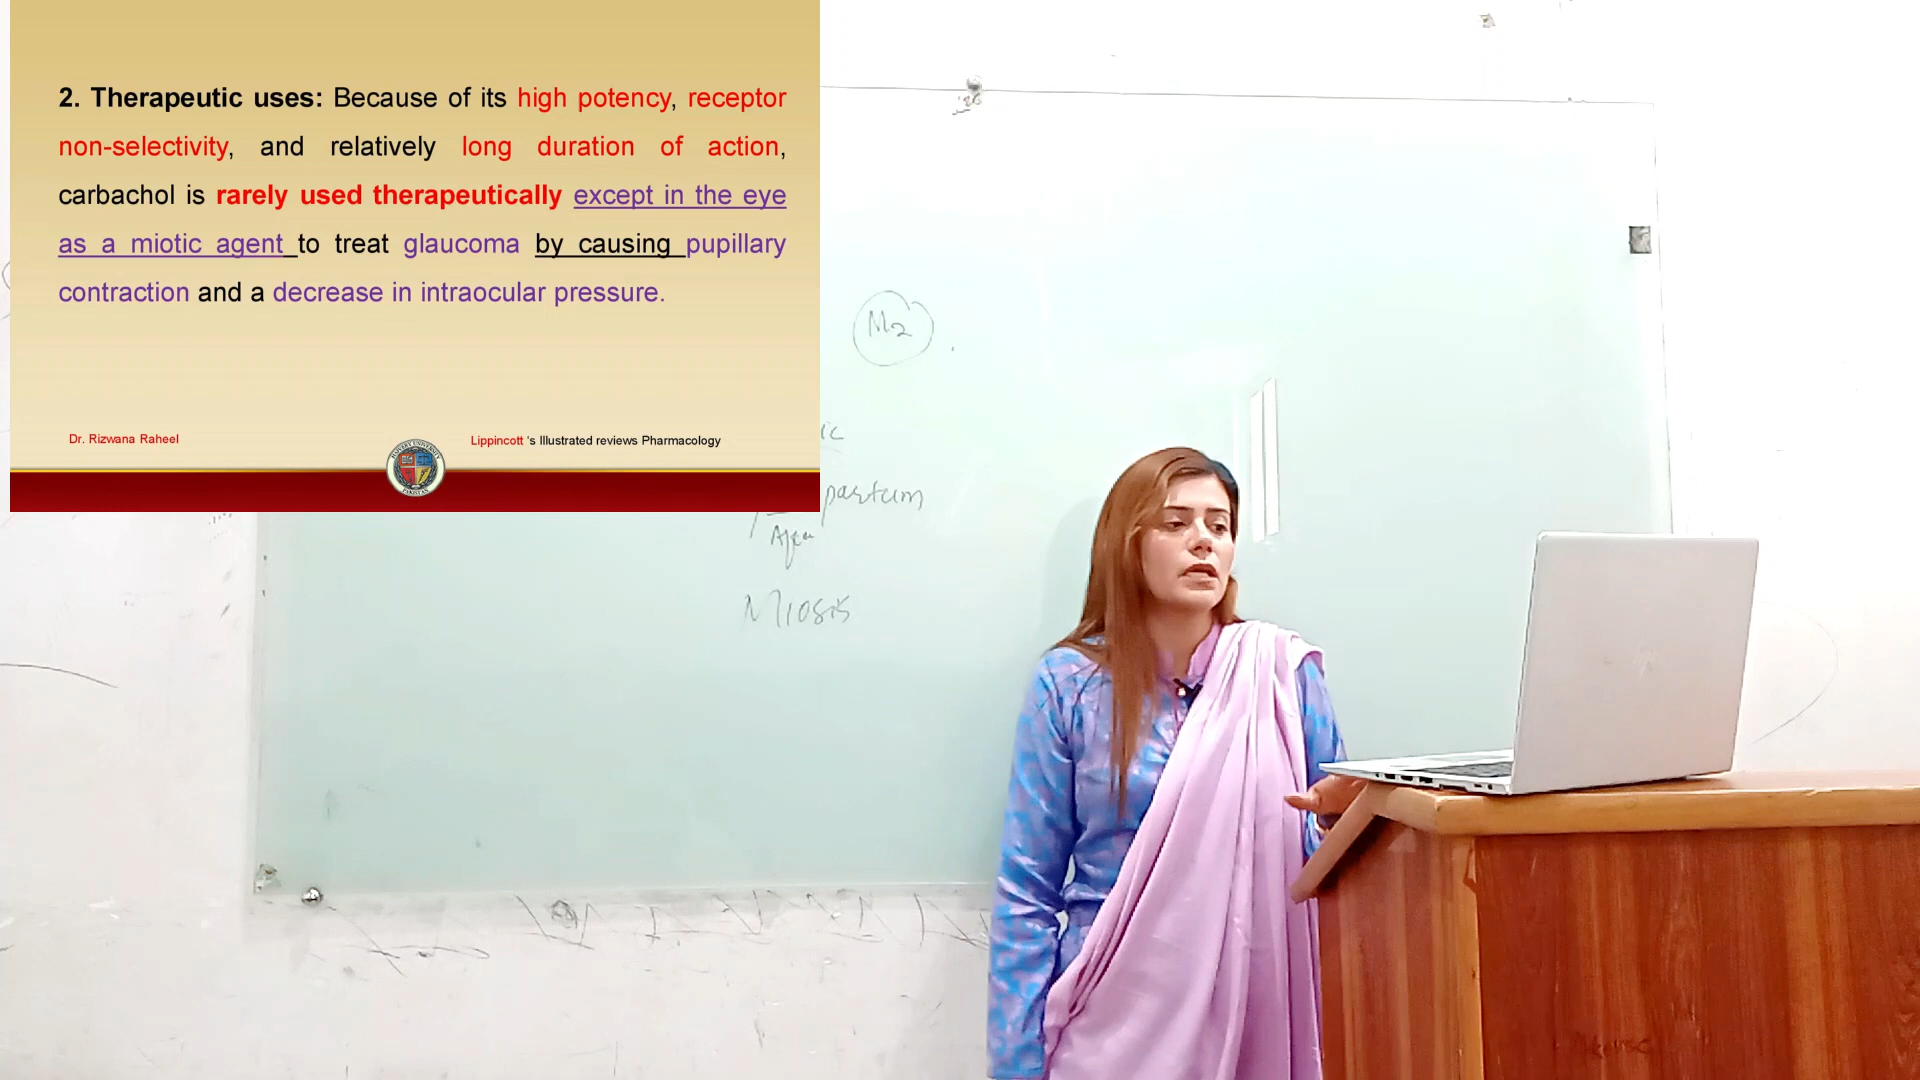 2. Therapeutic uses: Because of its high potency, receptor
non-selectivity, and relatively long duration of action,
carbachol is rarely used therapeutically except in the eye
as a miotic agent to treat glaucoma by causing pupillary
contraction and a decrease in intraocular pressure.
Dr. Rizwana Raheel
Lippincott 's Illustrated reviews Pharmacology
PAKISTAN
M2
ic
partum
Miosis